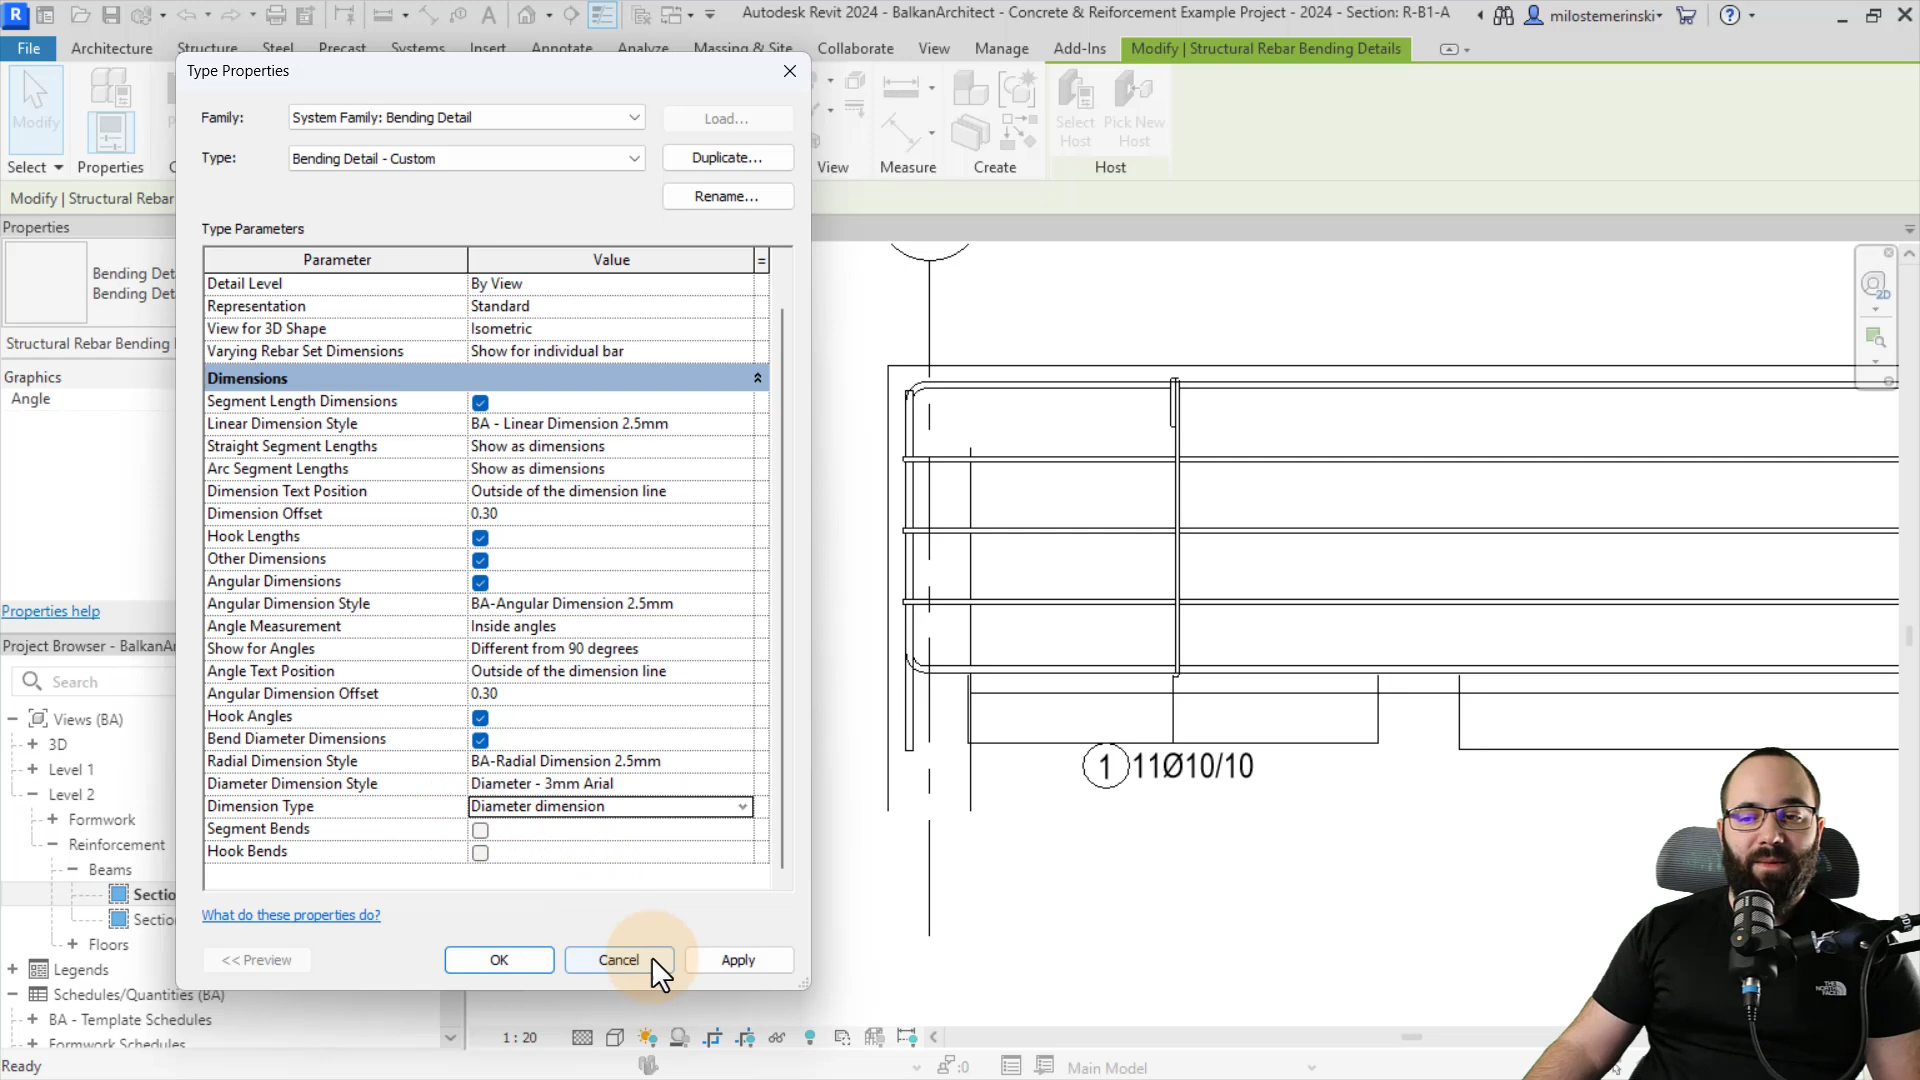 Autodesk Revit 2024 - BalkanArchitect - Concrete & Reiforcement Example Project - 2024 - Section: R-B1-A
milostemerinski
File
Architecture
Structure
Steel
Precast
Systems
Insert
Annotate
Analyze
Massing & Site
Collaborate
View
Manage
Add-Ins
Modify | Structural Rebar Bending Details
Modify
Select
Properties
View
Measure
Create
Select Host
Pick New Host
Host
Modify | Structural Rebar
Properties
Bending Det
Bending Det
Structural Rebar Bending
Graphics
Angle
Properties help
Project Browser - BalkanAr
Search
Views (BA)
3D
Level 1
Level 2
Formwork
Reinforcement
Beams
Sectio
Sectio
Floors
Legends
Schedules/Quantities (BA)
BA - Template Schedules
Formwork Schedules
Ready
Type Properties
Family:
System Family: Bending Detail
Load...
Type:
Bending Detail - Custom
Duplicate...
Rename...
Type Parameters
Parameter Value =
Detail Level By View
Representation Standard
View for 3D Shape Isometric
Varying Rebar Set Dimensions Show for individual bar
Dimensions
Segment Length Dimensions
Linear Dimension Style BA - Linear Dimension 2.5mm
Straight Segment Lengths Show as dimensions
Arc Segment Lengths Show as dimensions
Dimension Text Position Outside of the dimension line
Dimension Offset 0.30
Hook Lengths
Other Dimensions
Angular Dimensions
Angular Dimension Style BA-Angular Dimension 2.5mm
Angle Measurement Inside angles
Show for Angles Different from 90 degrees
Angle Text Position Outside of the dimension line
Angular Dimension Offset 0.30
Hook Angles
Bend Diameter Dimensions
Radial Dimension Style BA-Radial Dimension 2.5mm
Diameter Dimension Style Diameter - 3mm Arial
Dimension Type Diameter dimension
Segment Bends
Hook Bends
What do these properties do?
<< Preview
OK
Cancel
Apply
1 11Ø10/10
2D
1 : 20
:0
Main Model
THE NORTH FACE